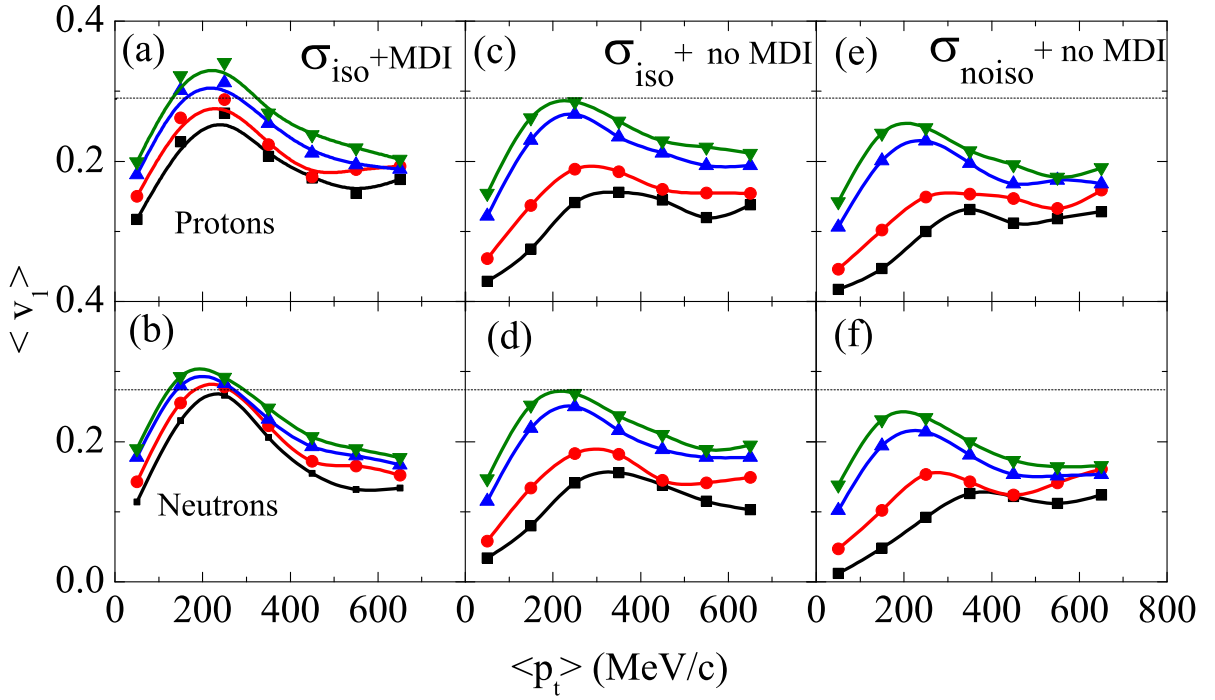 0.4
(a)
σiso+MDI
(c)
σiso+ no MDI
(e)
σnoiso + no MDI
0.2
Protons
0.4
(b)
(d)
(f)
0.2
Neutrons
0.0
0 200 400 600 0 200 400 600 0 200 400 600 800
< v1 >
<pt> (MeV/c)